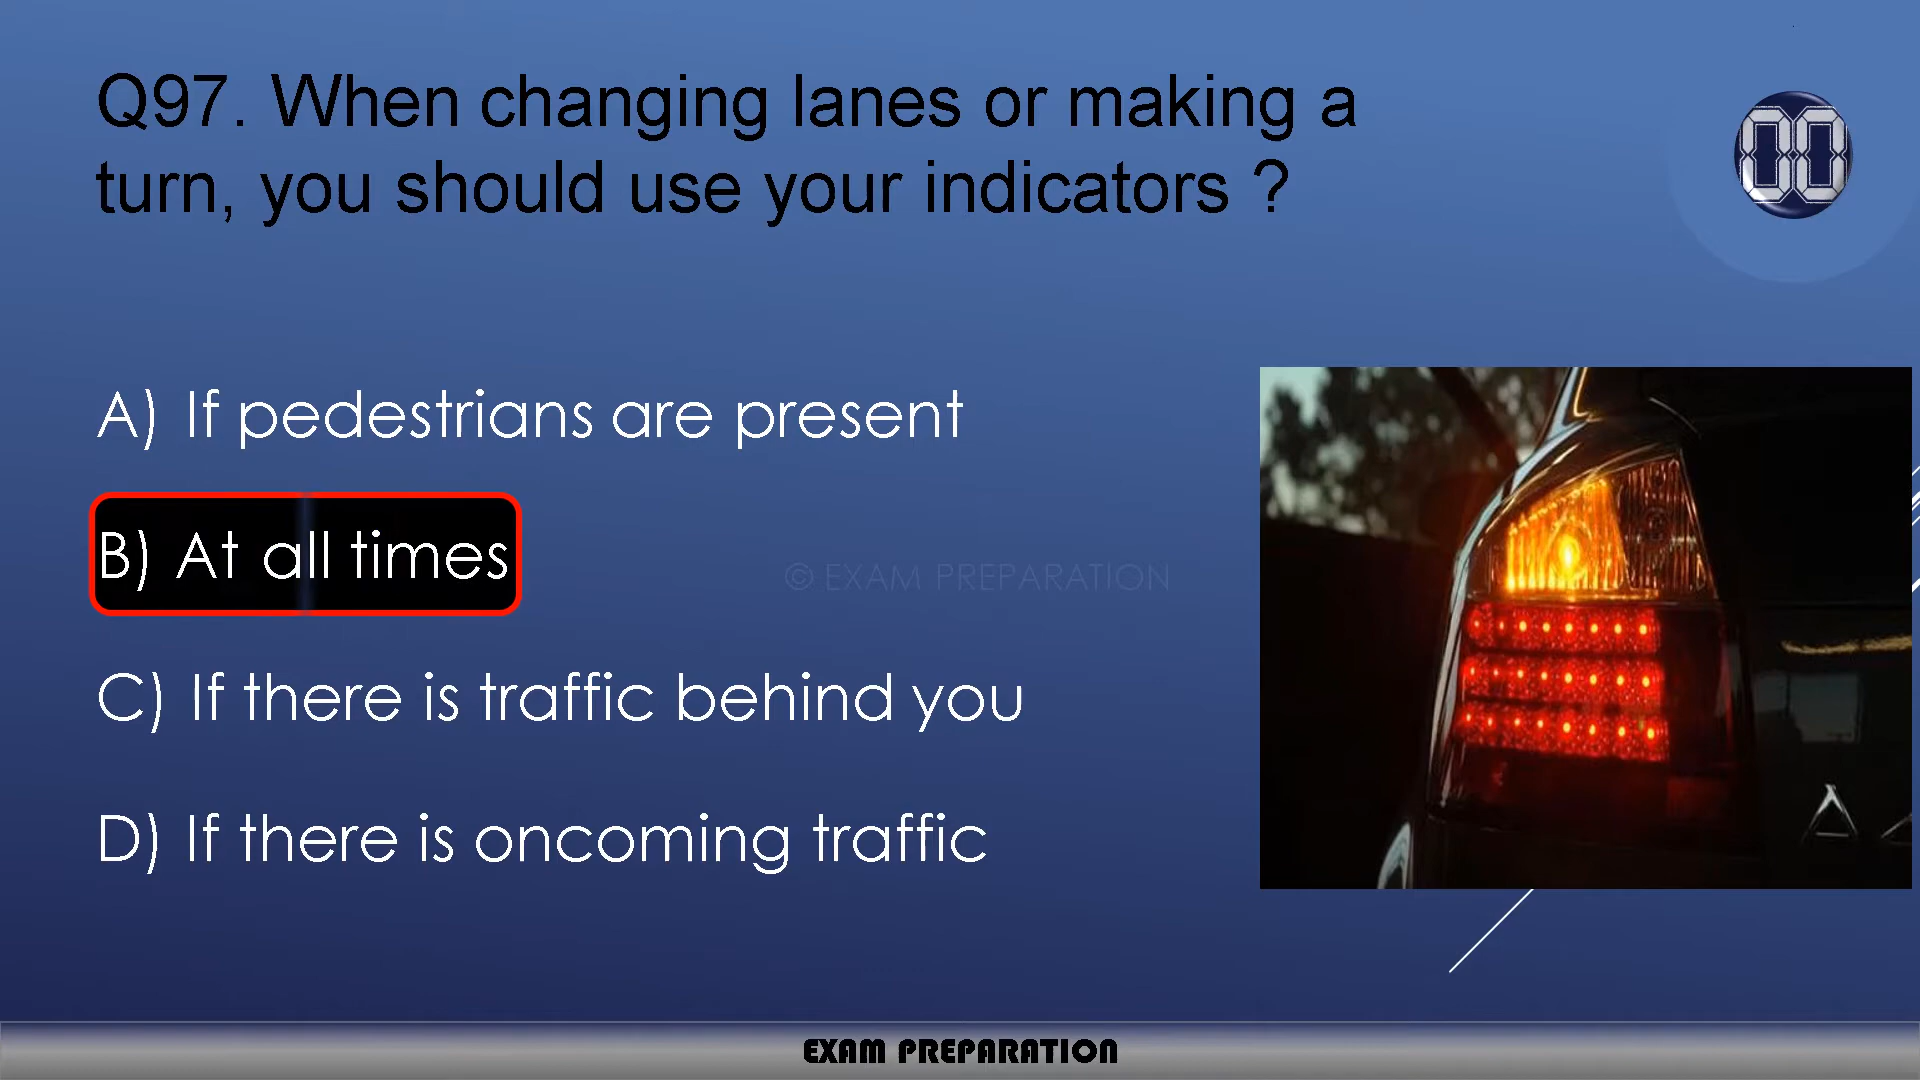 Q97. When changing lanes or making a
turn, you should use your indicators ?
00
A) If pedestrians are present
B) At all times
© EXAM PREPARATION
C) If there is traffic behind you
D) If there is oncoming traffic
EXAM PREPARATION